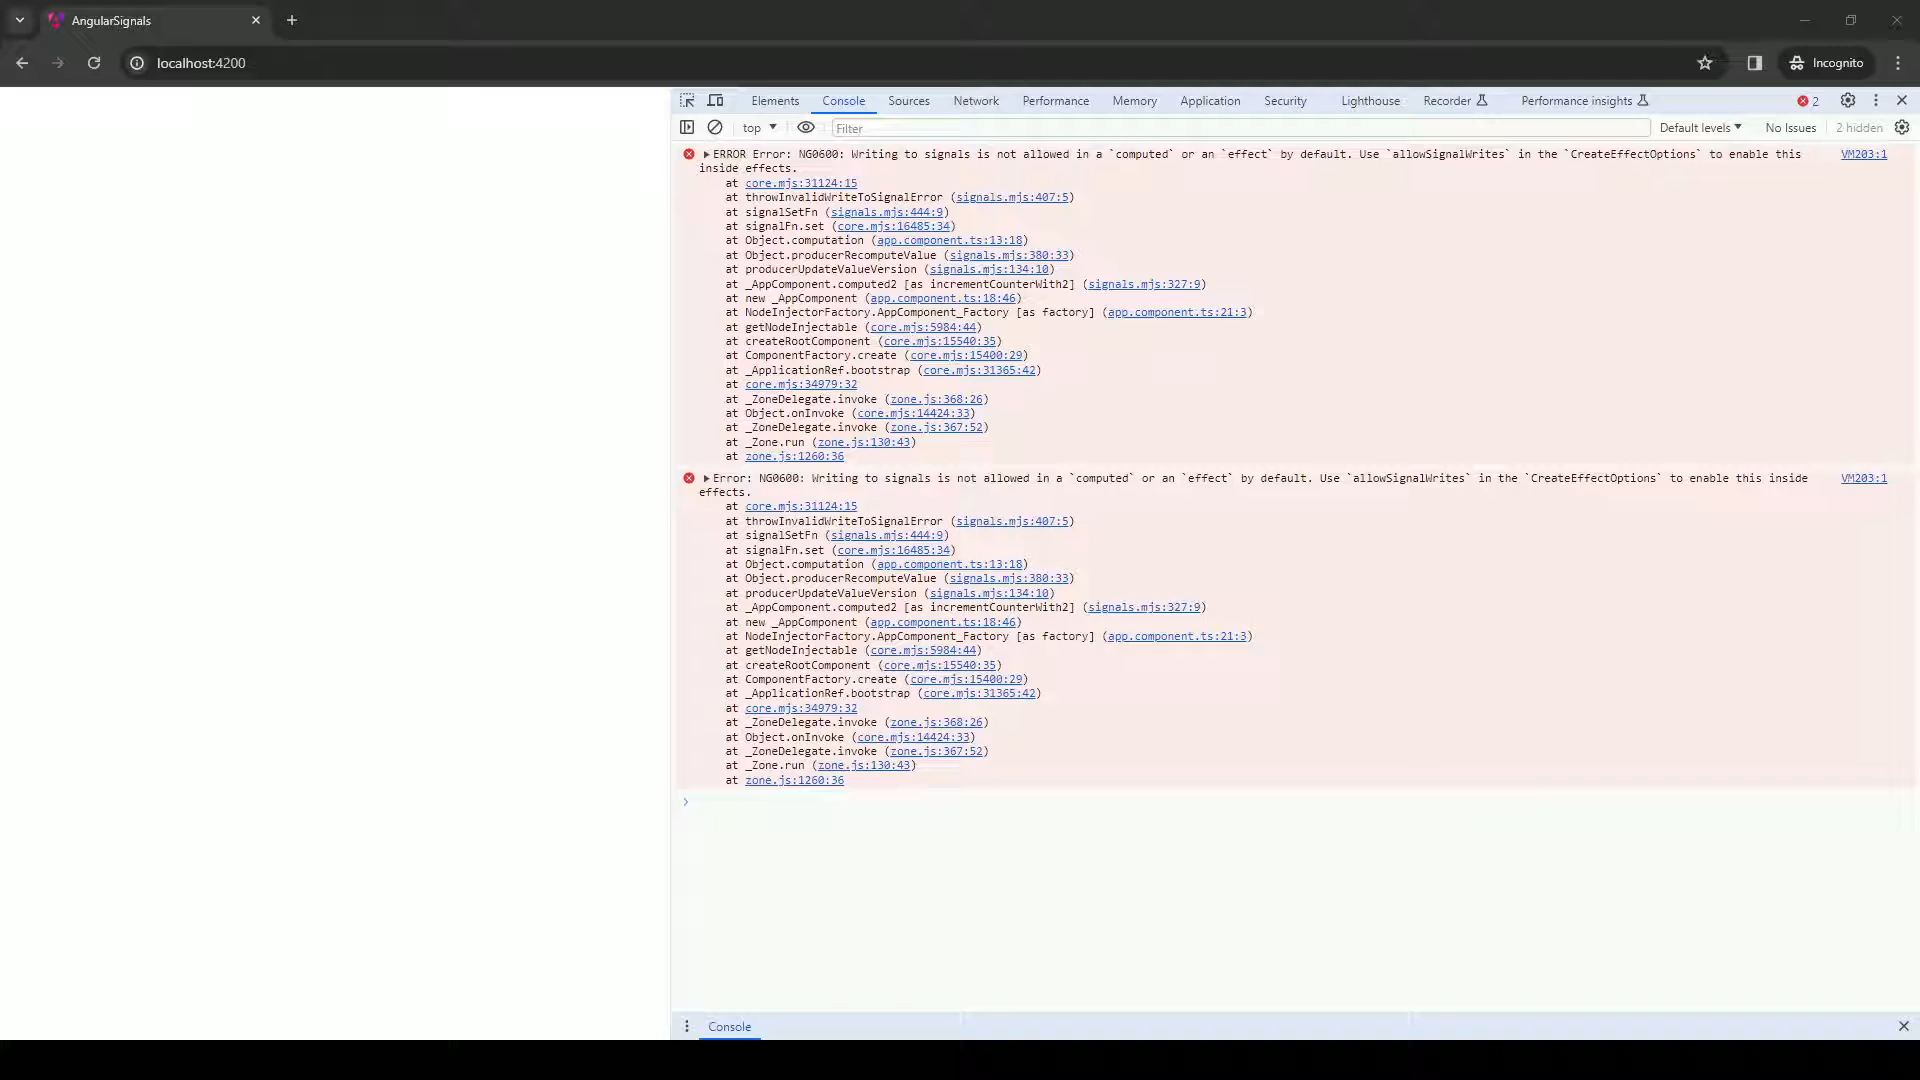 AngularSignals
localhost:4200
Incognito
Elements Console Sources Network Performance Memory Application Security Lighthouse Recorder Performance insights 2
top Filter Default levels No Issues 2 hidden
ERROR Error: NG0600: Writing to signals is not allowed in a `computed` or an `effect` by default. Use `allowSignalWrites` in the `CreateEffectOptions` to enable this VM203:1
inside effects.
at core.mjs:31124:15
at throwInvalidWriteToSignalError (signals.mjs:407:5)
at signalSetFn (signals.mjs:444:9)
at signalFn.set (core.mjs:16485:34)
at Object.computation (app.component.ts:13:18)
at Object.producerRecomputeValue (signals.mjs:380:33)
at producerUpdateValueVersion (signals.mjs:134:10)
at _AppComponent.computed2 [as incrementCounterWith2] (signals.mjs:327:9)
at new _AppComponent (app.component.ts:18:46)
at NodeInjectorFactory.AppComponent_Factory [as factory] (app.component.ts:21:3)
at getNodeInjectable (core.mjs:5984:44)
at createRootComponent (core.mjs:15540:35)
at ComponentFactory.create (core.mjs:15400:29)
at _ApplicationRef.bootstrap (core.mjs:31365:42)
at core.mjs:34979:32
at _ZoneDelegate.invoke (zone.js:368:26)
at Object.onInvoke (core.mjs:14424:33)
at _ZoneDelegate.invoke (zone.js:367:52)
at _Zone.run (zone.js:130:43)
at zone.js:1260:36
Error: NG0600: Writing to signals is not allowed in a `computed` or an `effect` by default. Use `allowSignalWrites` in the `CreateEffectOptions` to enable this inside VM203:1
effects.
at core.mjs:31124:15
at throwInvalidWriteToSignalError (signals.mjs:407:5)
at signalSetFn (signals.mjs:444:9)
at signalFn.set (core.mjs:16485:34)
at Object.computation (app.component.ts:13:18)
at Object.producerRecomputeValue (signals.mjs:380:33)
at producerUpdateValueVersion (signals.mjs:134:10)
at _AppComponent.computed2 [as incrementCounterWith2] (signals.mjs:327:9)
at new _AppComponent (app.component.ts:18:46)
at NodeInjectorFactory.AppComponent_Factory [as factory] (app.component.ts:21:3)
at getNodeInjectable (core.mjs:5984:44)
at createRootComponent (core.mjs:15540:35)
at ComponentFactory.create (core.mjs:15400:29)
at _ApplicationRef.bootstrap (core.mjs:31365:42)
at core.mjs:34979:32
at _ZoneDelegate.invoke (zone.js:368:26)
at Object.onInvoke (core.mjs:14424:33)
at _ZoneDelegate.invoke (zone.js:367:52)
at _Zone.run (zone.js:130:43)
at zone.js:1260:36
Console